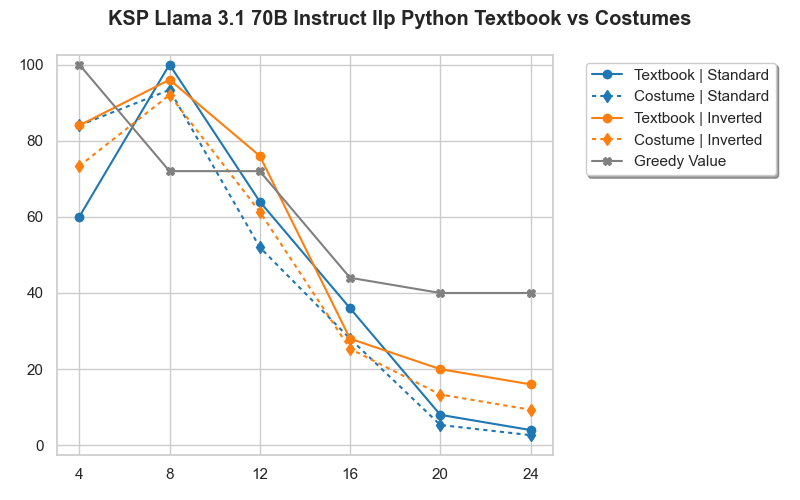 KSP Llama 3.1 70B Instruct Ilp Python Textbook vs Costumes
100
80
60
40
20
0
4 8 12 16 20 24
Textbook | Standard
Costume | Standard
Textbook | Inverted
Costume | Inverted
Greedy Value